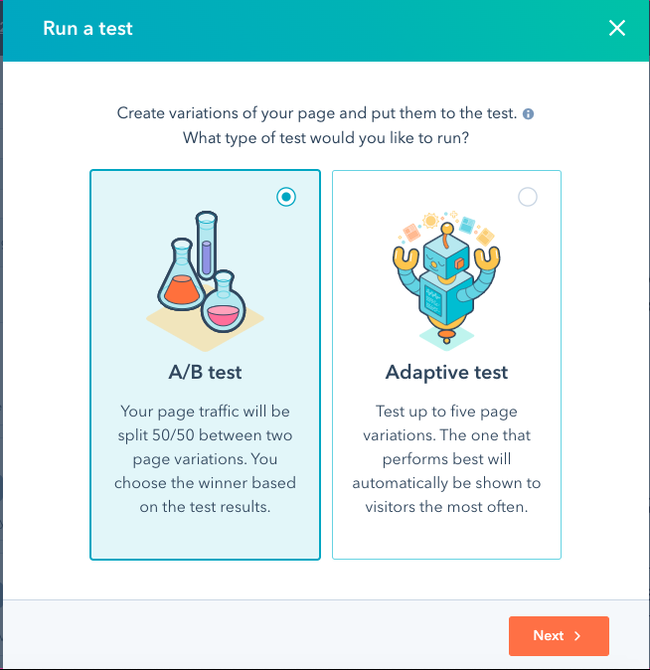 Run a test
Create variations of your page and put them to the test.
What type of test would you like to run?
A/B test
Your page traffic will be
split 50/50 between two
page variations. You
choose the winner based
on the test results.
Adaptive test
Test up to five page
variations. The one that
performs best will
automatically be shown to
visitors the most often.
Next